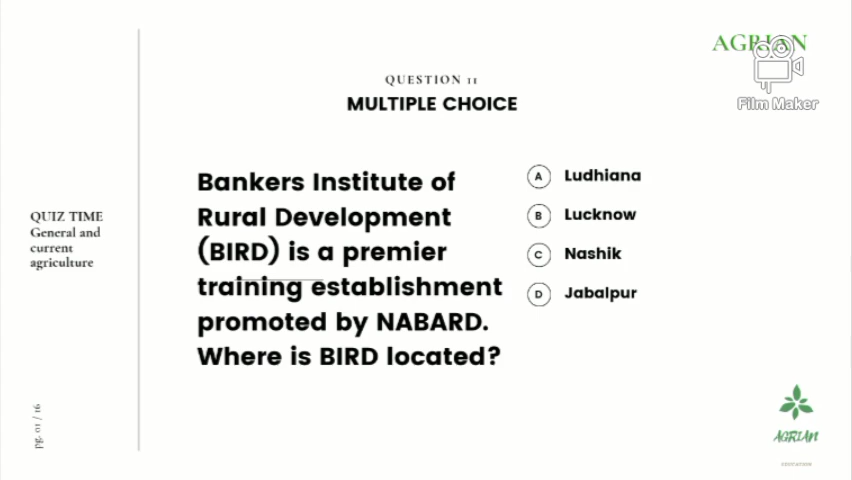 AGRIAN
Film Maker
QUESTION 11
MULTIPLE CHOICE
QUIZ TIME
General and
current
agriculture
pg. 01 / 16
Bankers Institute of
Rural Development
(BIRD) is a premier
training establishment
promoted by NABARD.
Where is BIRD located?
A Ludhiana
B Lucknow
C Nashik
D Jabalpur
AGRIAN
EDUCATION